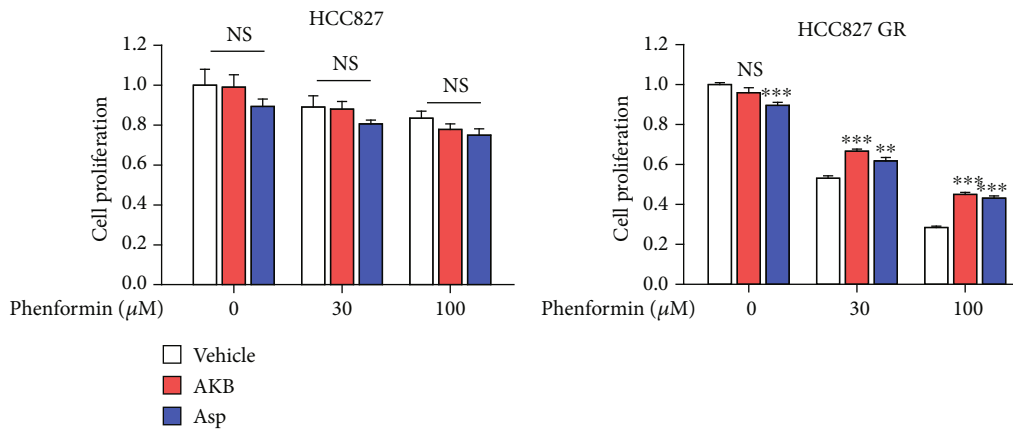 HCC827
1.2
1.0
0.8
0.6
0.4
0.2
0.0
Cell proliferation
NS
NS
NS
Phenformin (μM)
0
30
100
HCC827 GR
1.2
1.0
0.8
0.6
0.4
0.2
0.0
Cell proliferation
NS
***
***
**
***
***
Phenformin (μM)
0
30
100
Vehicle
AKB
Asp